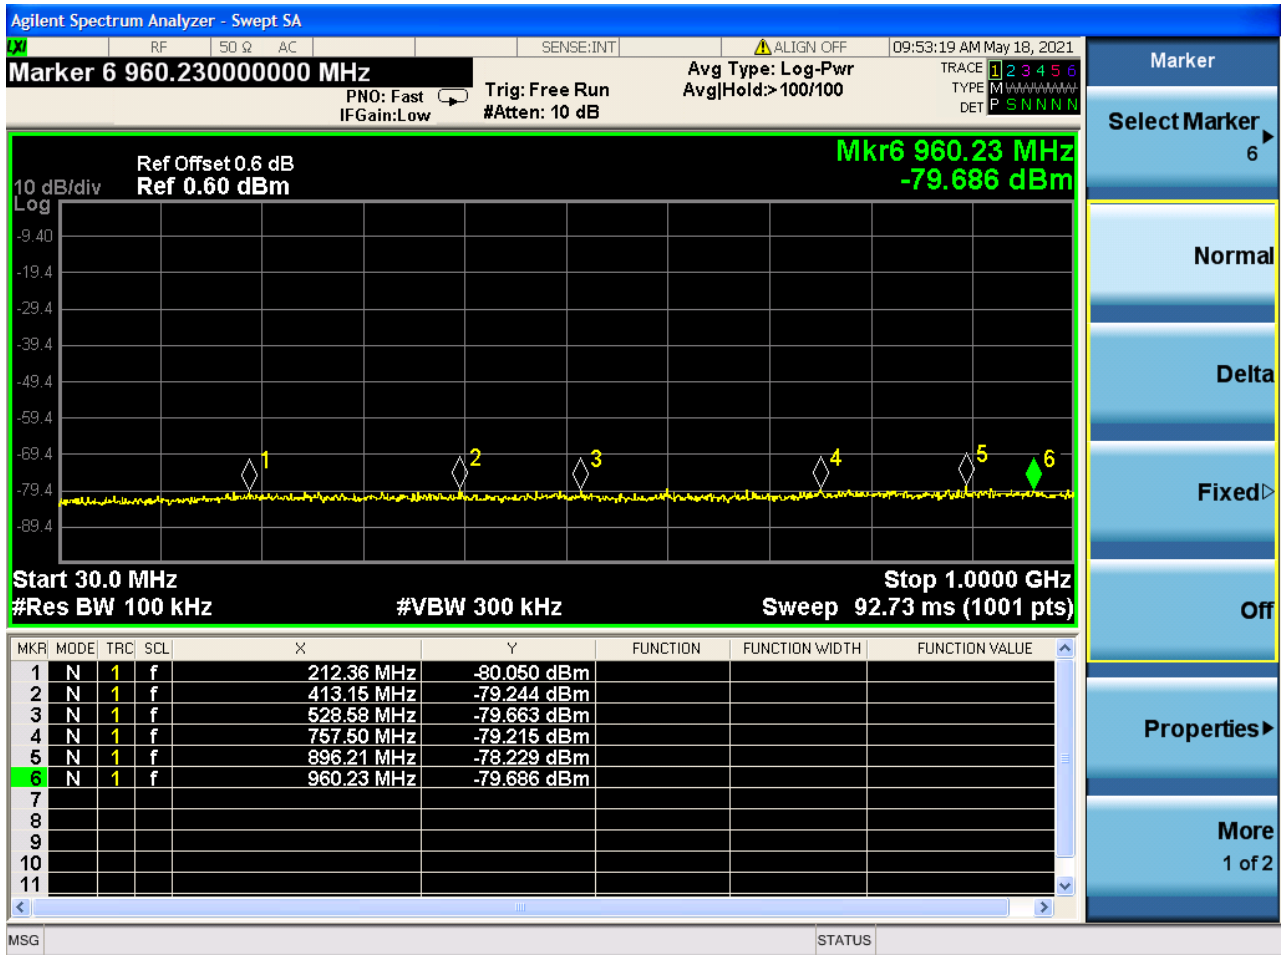 Agilent Spectrum Analyzer - Swept SA
LXI RF 50 Ω AC SENSE:INT ALIGN OFF 09:53:19 AM May 18, 2021
Marker 6 960.230000000 MHz
PNO: Fast
IFGain:Low
Trig: Free Run
#Atten: 10 dB
Avg Type: Log-Pwr
Avg|Hold:>100/100
TRACE 1 2 3 4 5 6
TYPE M WWWWW
DET P S N N N N
Ref Offset 0.6 dB
10 dB/div Ref 0.60 dBm
Log
Mkr6 960.23 MHz
-79.686 dBm
-9.40
-19.4
-29.4
-39.4
-49.4
-59.4
-69.4
-79.4
-89.4
1 2 3 4 5 6
Start 30.0 MHz Stop 1.0000 GHz
#Res BW 100 kHz #VBW 300 kHz Sweep 92.73 ms (1001 pts)
MKR MODE TRC SCL X Y FUNCTION FUNCTION WIDTH FUNCTION VALUE
1 N 1 f 212.36 MHz -80.050 dBm
2 N 1 f 413.15 MHz -79.244 dBm
3 N 1 f 528.58 MHz -79.663 dBm
4 N 1 f 757.50 MHz -79.215 dBm
5 N 1 f 896.21 MHz -78.229 dBm
6 N 1 f 960.23 MHz -79.686 dBm
7
8
9
10
11
MSG STATUS
Marker
Select Marker
6
Normal
Delta
Fixed
Off
Properties
More
1 of 2